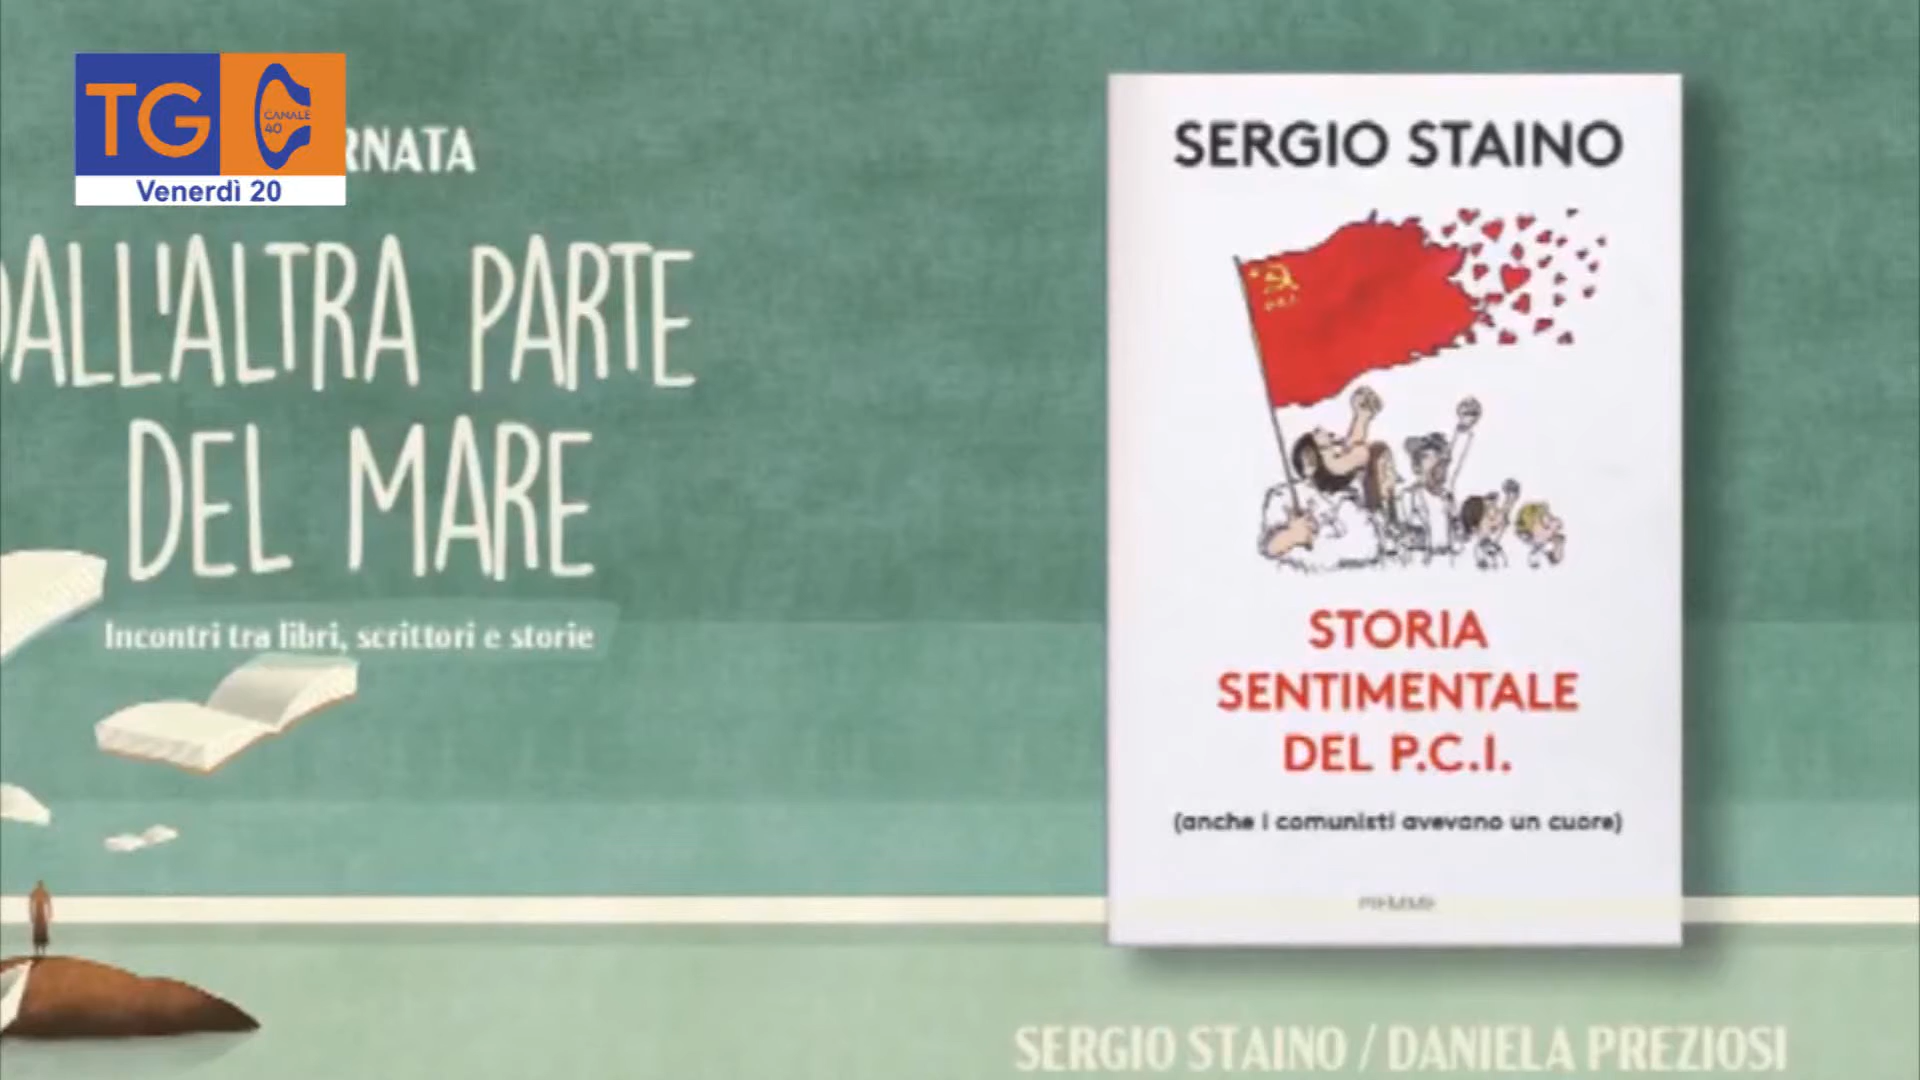 TG
CANALE
40
Venerdì 20
RNATA
DALL'ALTRA PARTE
DEL MARE
Incontri tra libri, scrittori e storie
SERGIO STAINO
P.C.I.
STORIA
SENTIMENTALE
DEL P.C.I.
(anche i comunisti avevano un cuore)
PIEMME
SERGIO STAINO / DANIELA PREZIOSI